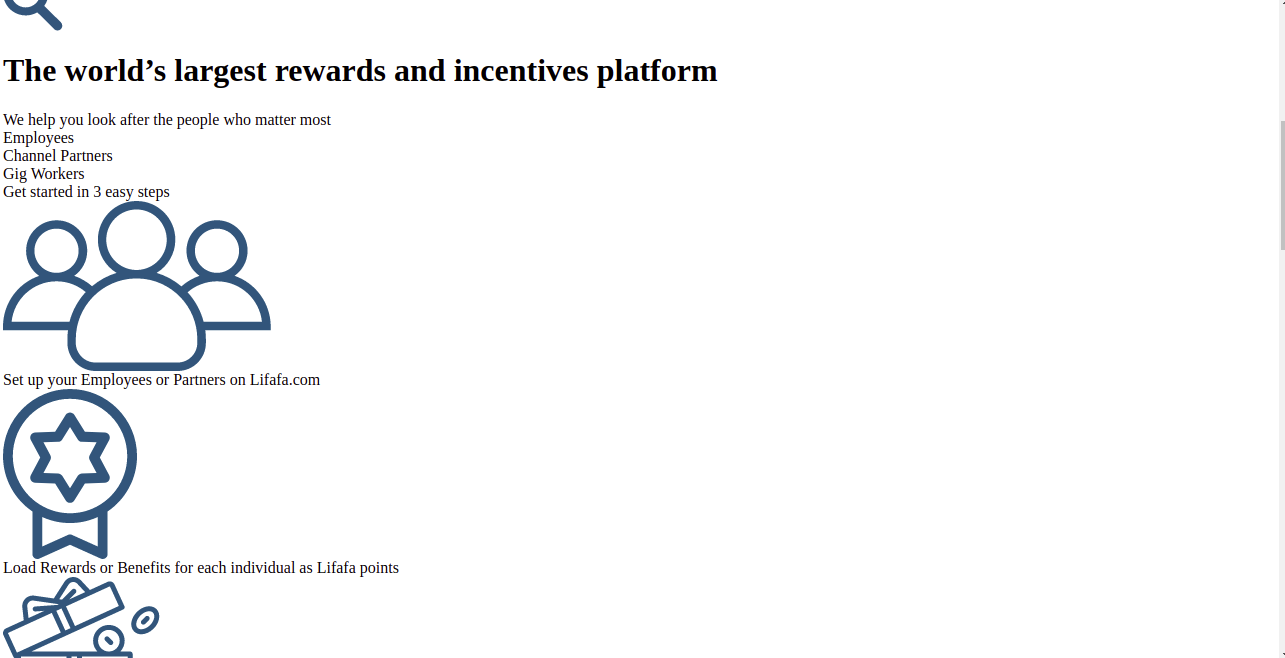 The world’s largest rewards and incentives platform
We help you look after the people who matter most
Employees
Channel Partners
Gig Workers
Get started in 3 easy steps
Set up your Employees or Partners on Lifafa.com
Load Rewards or Benefits for each individual as Lifafa points